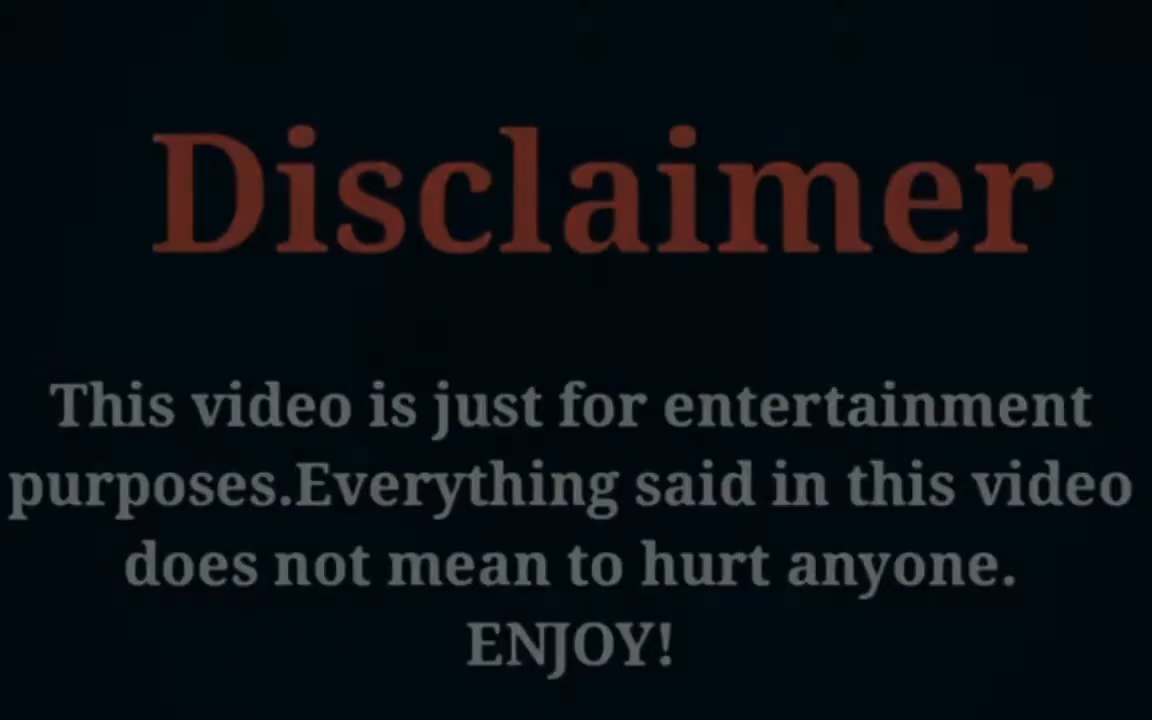 Disclaimer
This video is just for entertainment
purposes.Everything said in this video
does not mean to hurt anyone.
ENJOY!